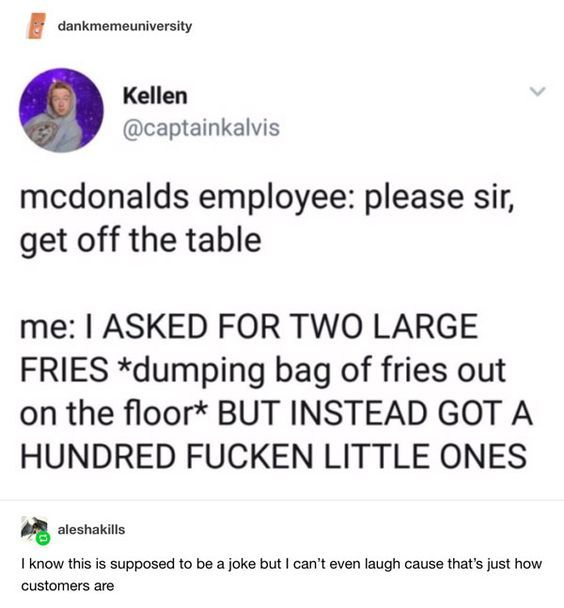 dankmemeuniversity
Kellen
@captainkalvis
mcdonalds employee: please sir,
get off the table
me: I ASKED FOR TWO LARGE
FRIES *dumping bag of fries out
on the floor* BUT INSTEAD GOT A
HUNDRED FUCKEN LITTLE ONES
aleshakills
I know this is supposed to be a joke but I can’t even laugh cause that’s just how
customers are